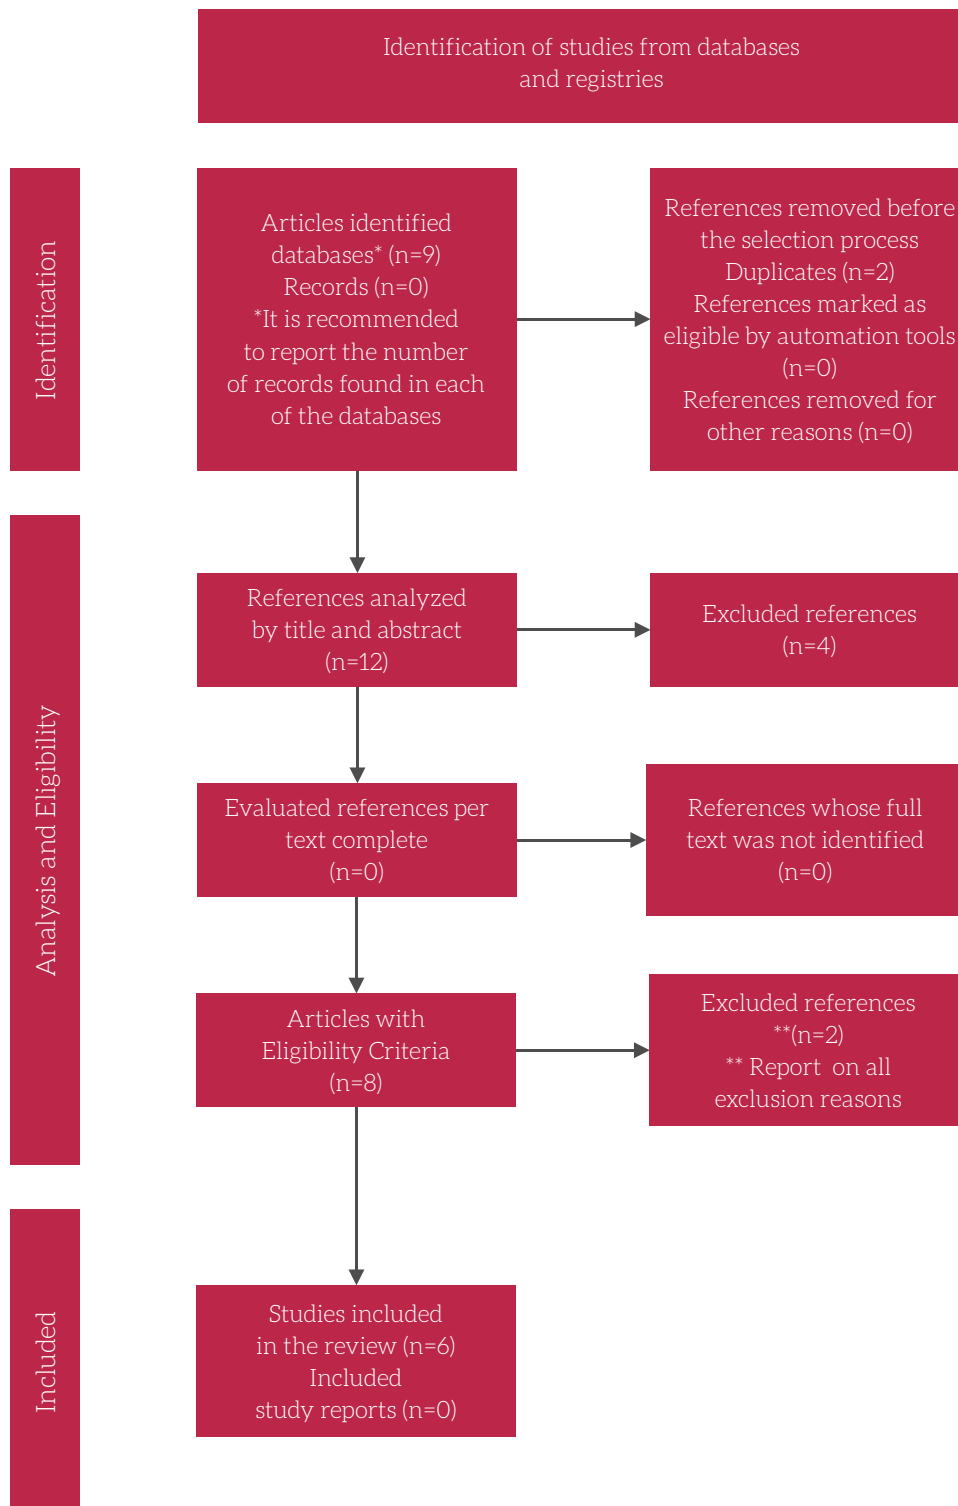 Identification of studies from databases
and registries
Identification
Articles identified
databases* (n=9)
Records (n=0)
*It is recommended
to report the number
of records found in each
of the databases
References removed before
the selection process
Duplicates (n=2)
References marked as
eligible by automation tools
(n=0)
References removed for
other reasons (n=0)
Analysis and Eligibility
References analyzed
by title and abstract
(n=12)
Excluded references
(n=4)
Evaluated references per
text complete
(n=0)
References whose full
text was not identified
(n=0)
Articles with
Eligibility Criteria
(n=8)
Excluded references
**(n=2)
** Report on all
exclusion reasons
Included
Studies included
in the review (n=6)
Included
study reports (n=0)